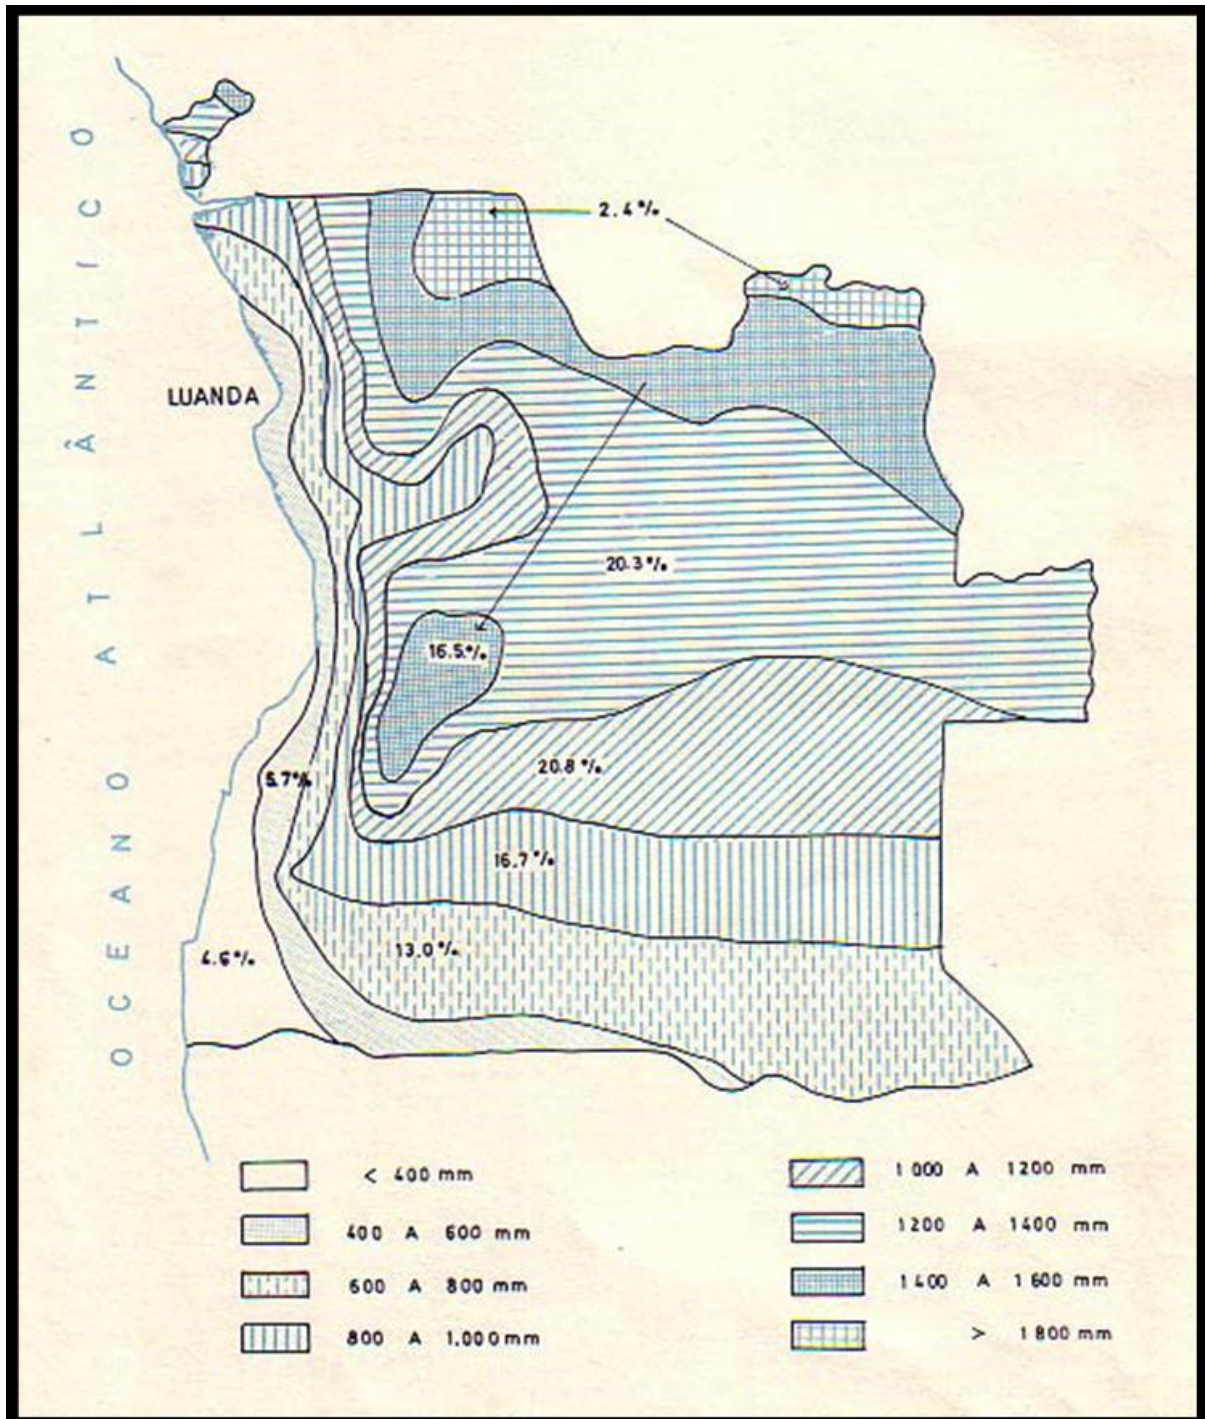 OCEANO ATLÂNTICO
2.4%
LUANDA
20.3%
16.5%
5.7%
20.8%
16.7%
4.6%
13.0%
< 400 mm
400 A 600 mm
600 A 800 mm
800 A 1.000 mm
1 000 A 1200 mm
1200 A 1400 mm
1400 A 1600 mm
> 1800 mm